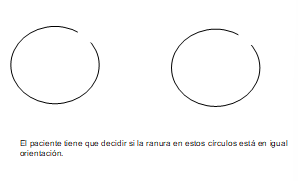 El paciente tiene que decidir si la ranura en estos círculos está en igual
orientación.